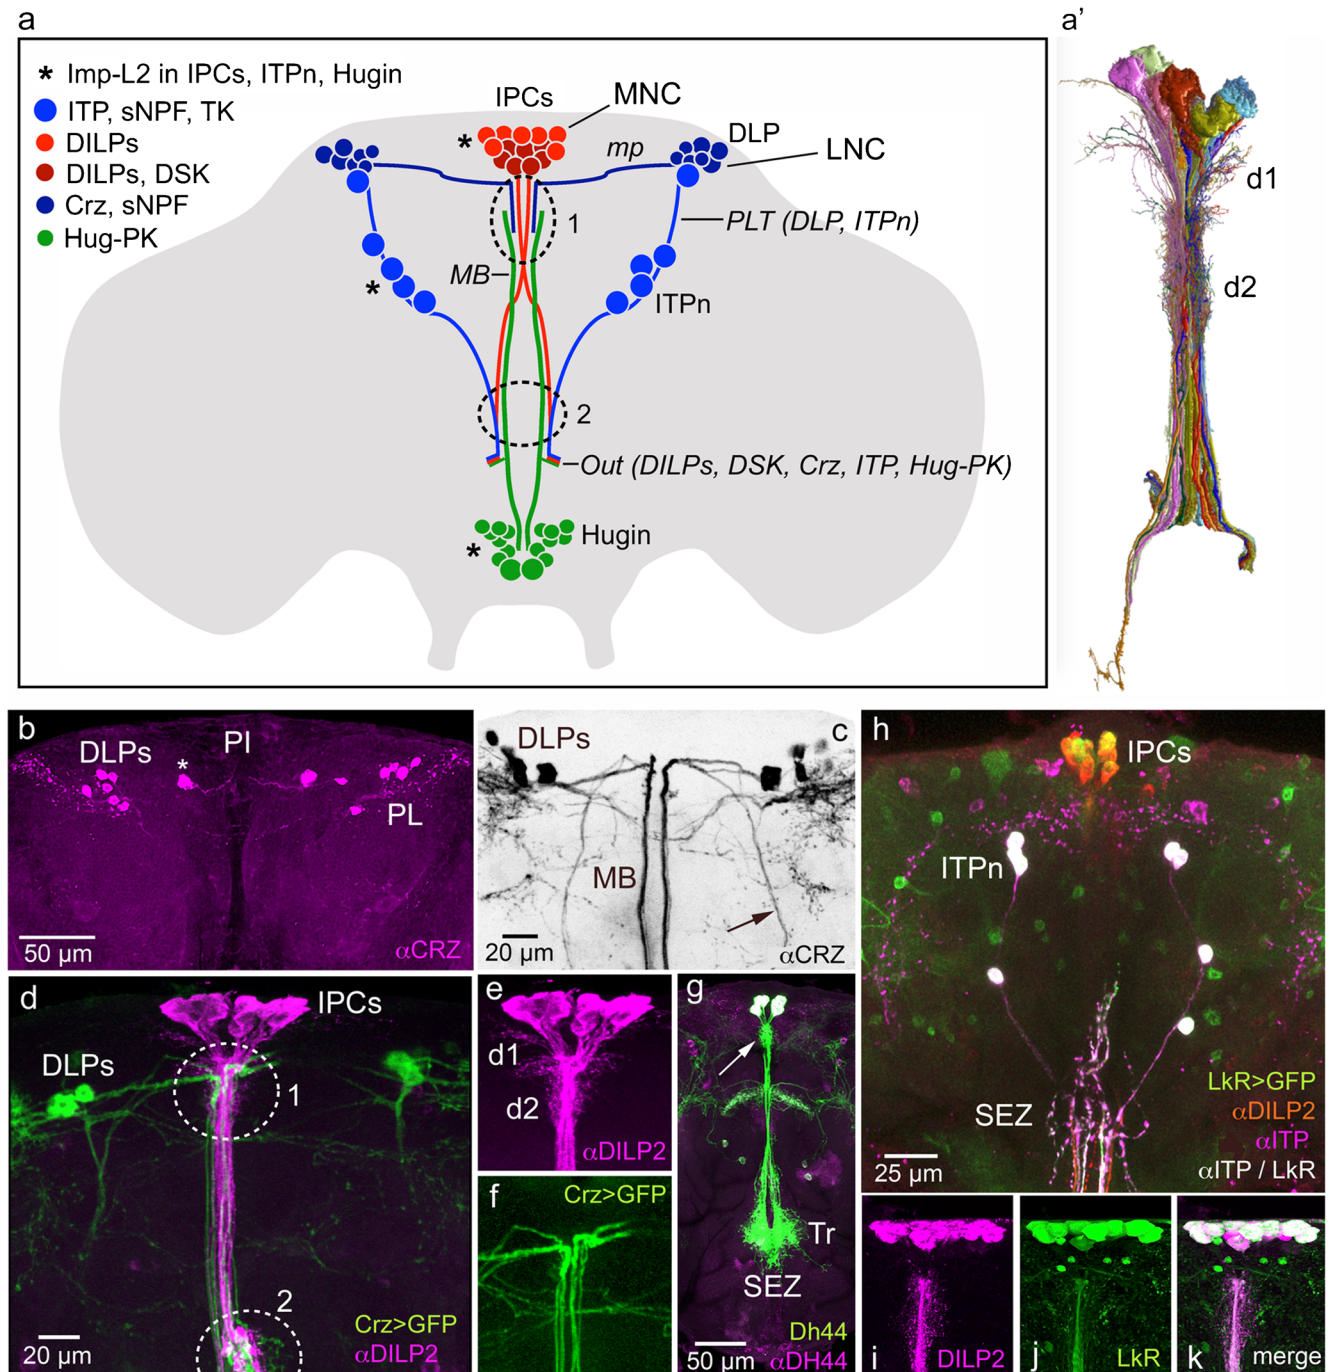 a
* Imp-L2 in IPCs, ITPn, Hugin
ITP, sNPF, TK
DILPs
DILPs, DSK
Crz, sNPF
Hug-PK
IPCs
MNC
*
mp
DLP
LNC
1
PLT (DLP, ITPn)
MB
*
ITPn
2
Out (DILPs, DSK, Crz, ITP, Hug-PK)
Hugin
*
a'
d1
d2
b
DLPs
*
PI
PL
50 µm
αCRZ
c
DLPs
MB
20 µm
αCRZ
d
IPCs
DLPs
1
2
20 µm
Crz>GFP
αDILP2
e
d1
d2
αDILP2
f
Crz>GFP
g
Tr
SEZ
50 µm
Dh44
αDH44
h
IPCs
ITPn
SEZ
25 µm
LkR>GFP
αDILP2
αITP
αITP / LkR
i
DILP2
j
LkR
k
merge